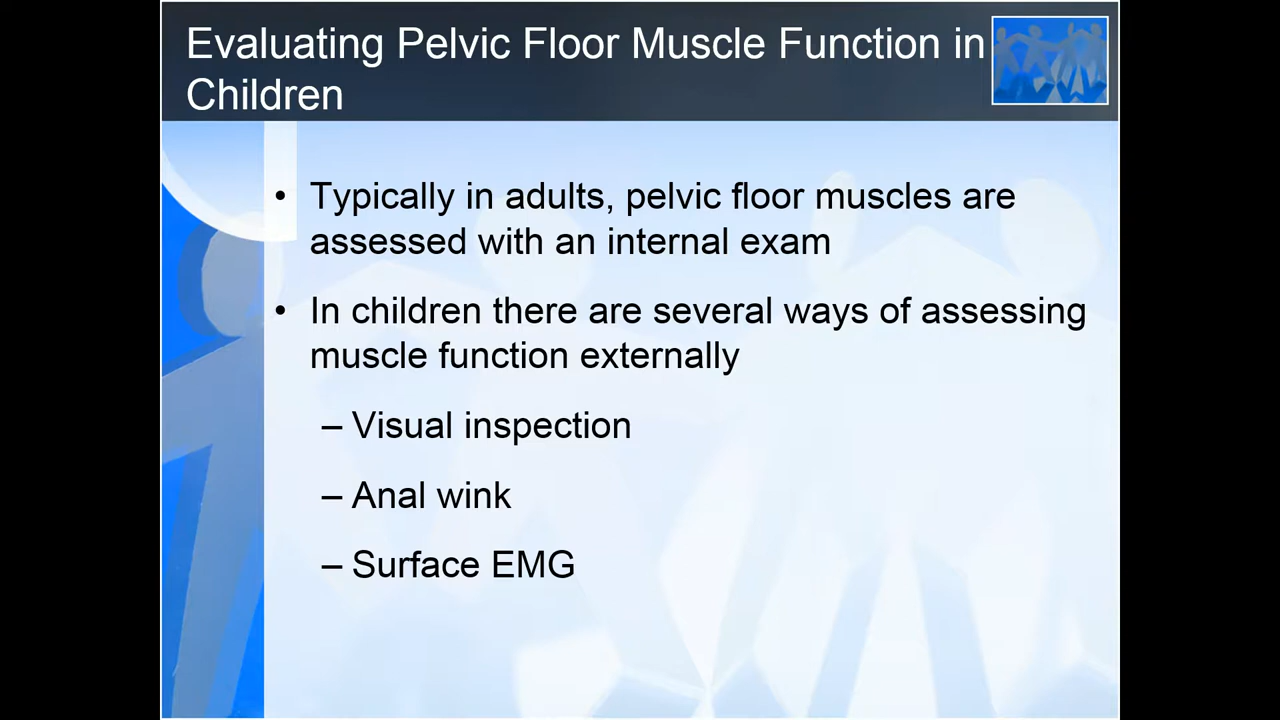 Evaluating Pelvic Floor Muscle Function in
Children
• Typically in adults, pelvic floor muscles are
assessed with an internal exam
• In children there are several ways of assessing
muscle function externally
– Visual inspection
– Anal wink
– Surface EMG